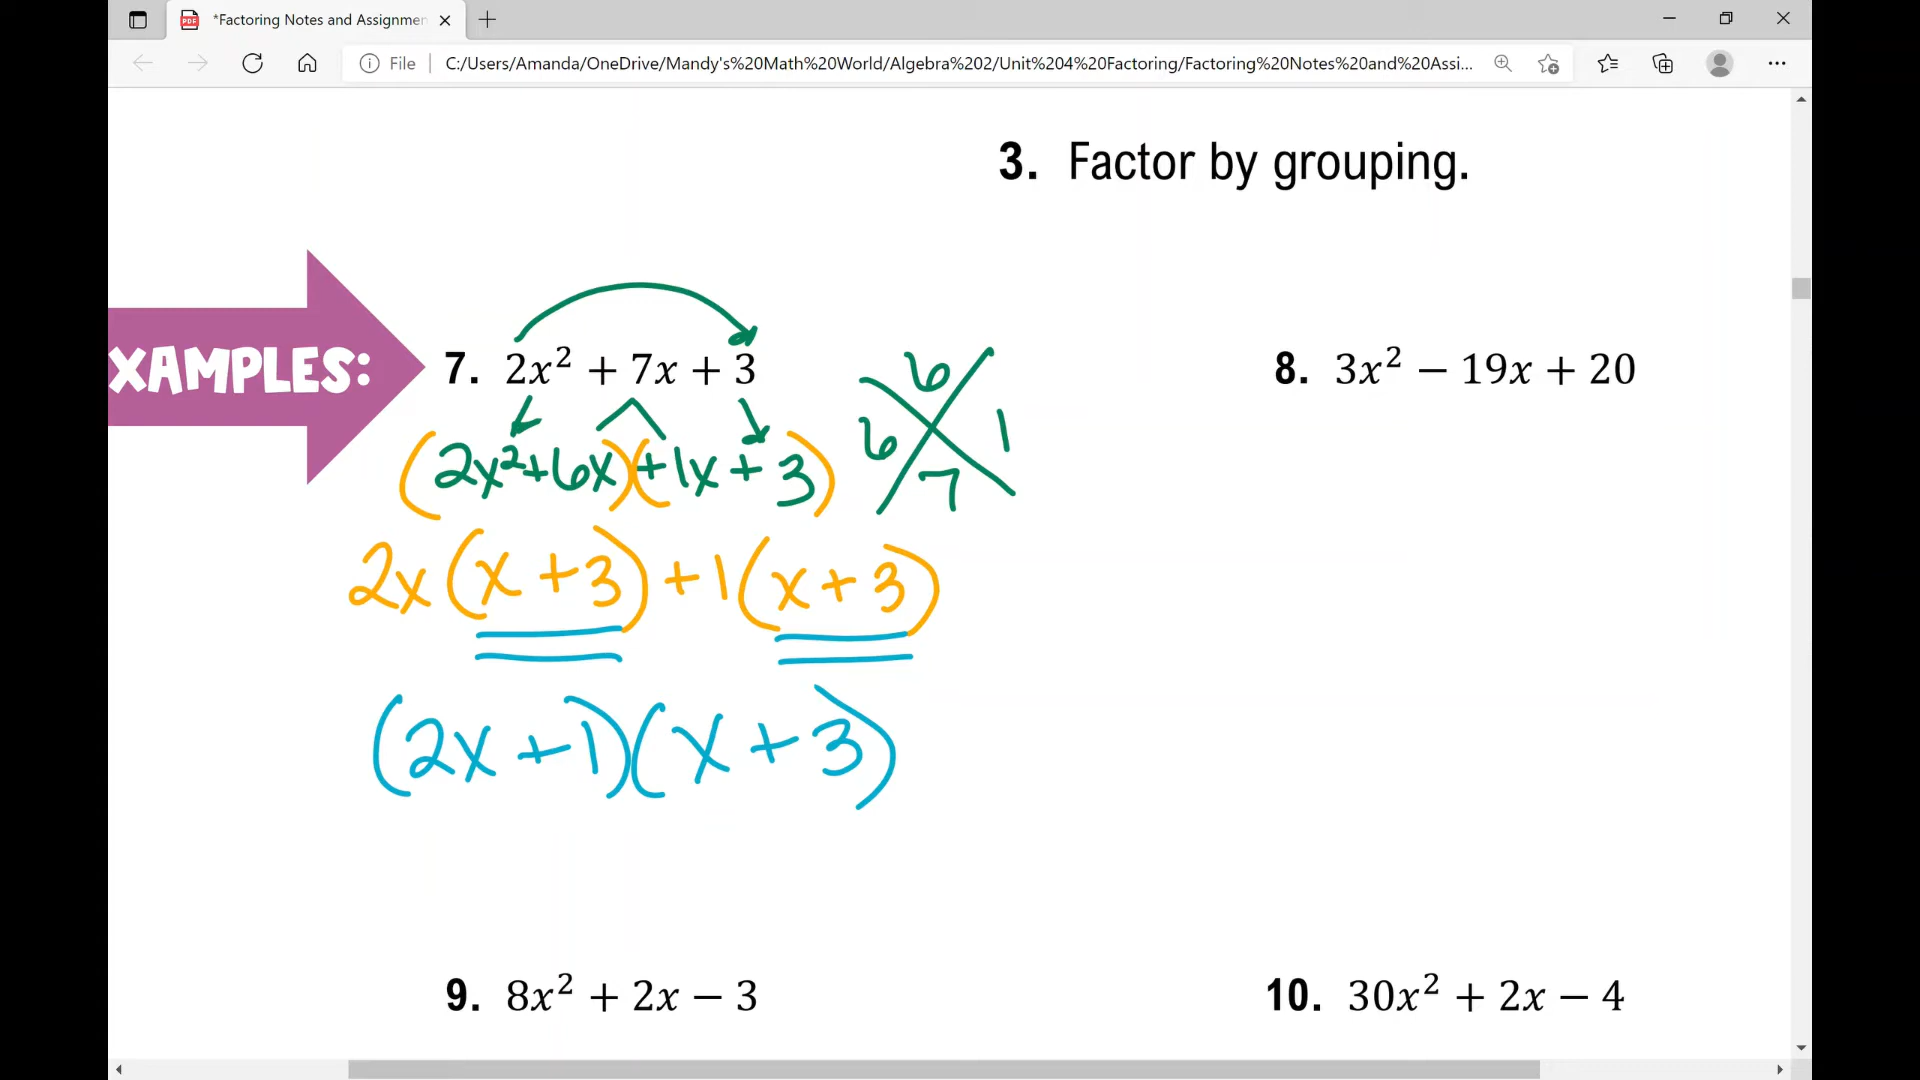 *Factoring Notes and Assignmen
File
C:/Users/Amanda/OneDrive/Mandy's%20Math%20World/Algebra%202/Unit%204%20Factoring/Factoring%20Notes%20and%20Assi...
3. Factor by grouping.
XAMPLES:
7. 2x² + 7x + 3
6
6 1
7
(2x²+6x)(+1x+3)
2x(x+3)+1(x+3)
(2x+1)(x+3)
8. 3x² − 19x + 20
9. 8x² + 2x − 3
10. 30x² + 2x − 4